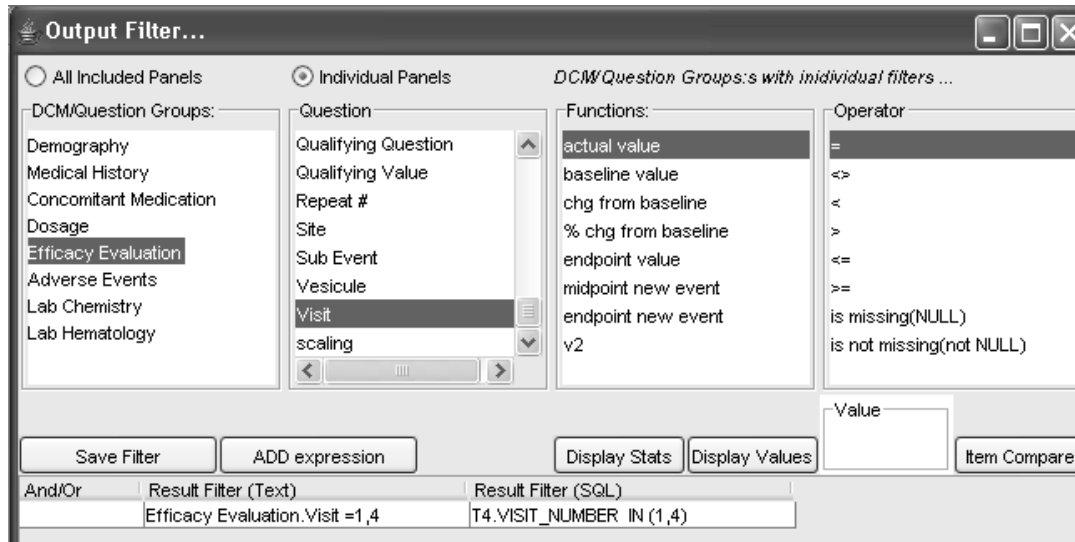 Output Filter...
All Included Panels
Individual Panels
DCM/Question Groups:s with inidividual filters ...
DCM/Question Groups:
Demography
Medical History
Concomitant Medication
Dosage
Efficacy Evaluation
Adverse Events
Lab Chemistry
Lab Hematology
Question
Qualifying Question
Qualifying Value
Repeat #
Site
Sub Event
Vesicule
Visit
scaling
Functions:
actual value
baseline value
chg from baseline
% chg from baseline
endpoint value
midpoint new event
endpoint new event
v2
Operator
=
<>
<
>
<=
>=
is missing(NULL)
is not missing(not NULL)
Value
Save Filter
ADD expression
Display Stats
Display Values
Item Compare
And/Or
Result Filter (Text)
Result Filter (SQL)
Efficacy Evaluation.Visit =1,4
T4.VISIT_NUMBER IN (1,4)